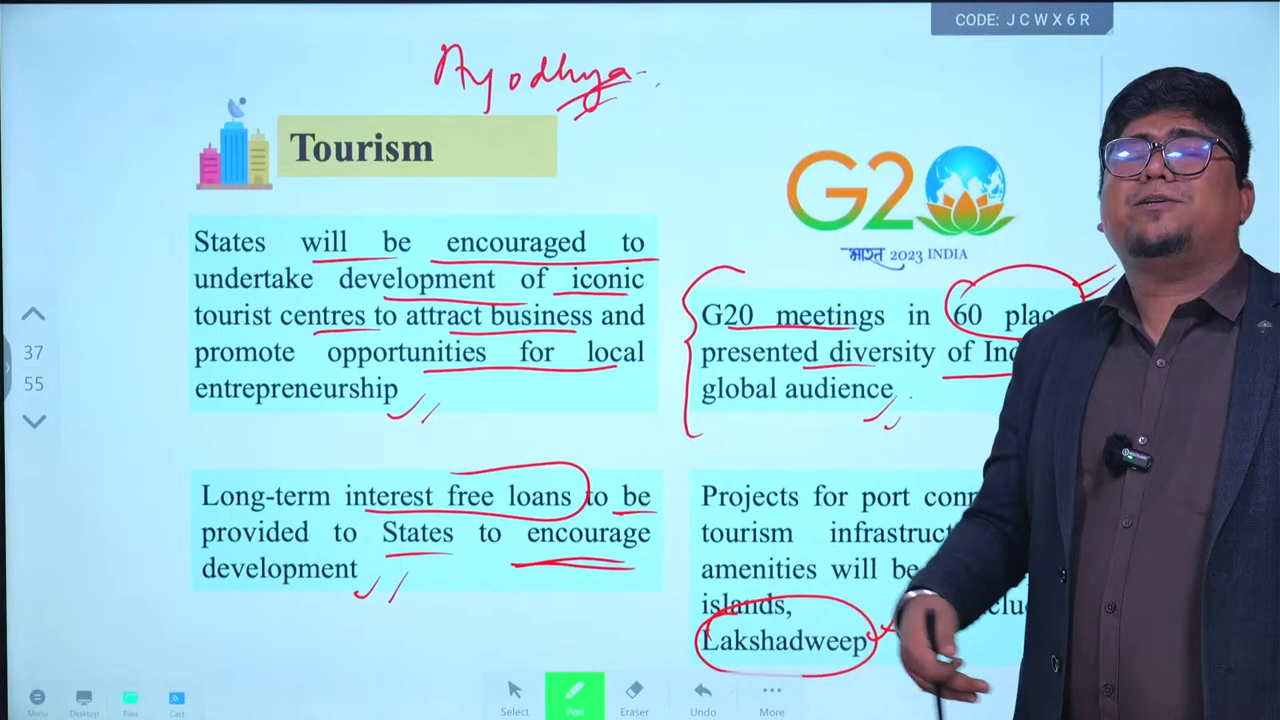 CODE: J C W X 6 R
Ayodhya
Tourism
States will be encouraged to
undertake development of iconic
tourist centres to attract business and
promote opportunities for local
entrepreneurship
Long-term interest free loans to be
provided to States to encourage
development
G20
भारत 2023 INDIA
G20 meetings in 60
presented diversity of
global audience
Projects for port
tourism
amenities will be
islands,
Lakshadweep
37
55
Menu
Desktop
Files
Cast
Select
Pen
Eraser
Undo
More